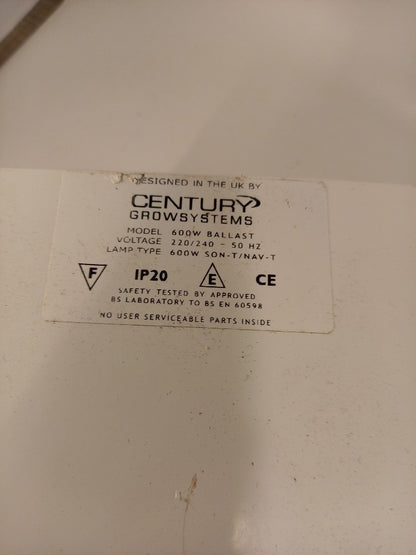 DESIGNED IN THE UK BY
CENTURY
GROWSYSTEMS
MODEL 600W BALLAST
VOLTAGE 220/240 ~ 50 HZ
LAMP TYPE 600W SON-T/NAV-T
F IP20 E CE
SAFETY TESTED BY APPROVED
BS LABORATORY TO BS EN 60598
NO USER SERVICEABLE PARTS INSIDE